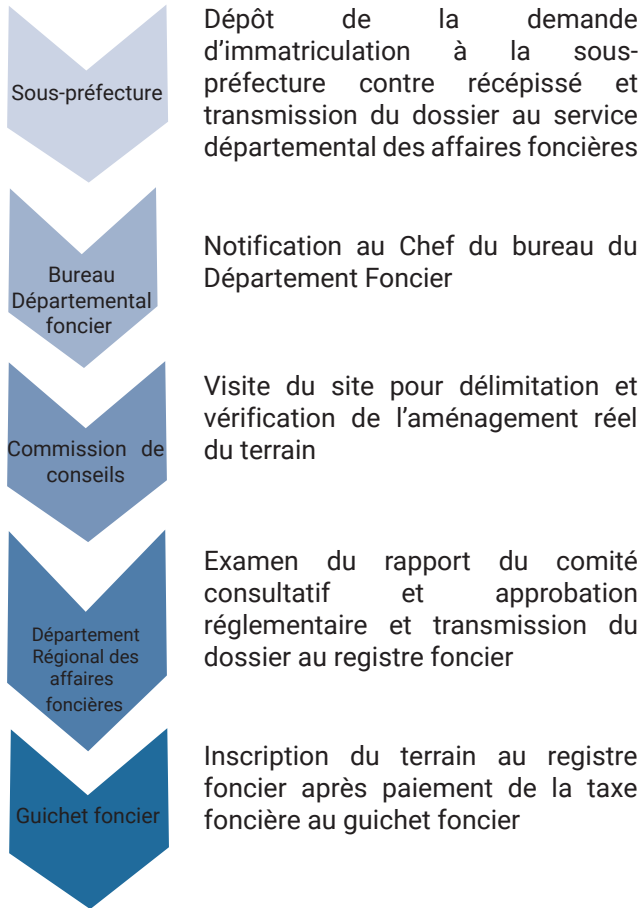 Sous-préfecture
Dépôt de la demande
d’immatriculation à la sous-
préfecture contre récépissé et
transmission du dossier au service
départemental des affaires foncières
Bureau
Départemental
foncier
Notification au Chef du bureau du
Département Foncier
Commission de
conseils
Visite du site pour délimitation et
vérification de l’aménagement réel
du terrain
Département
Régional des
affaires
foncières
Examen du rapport du comité
consultatif et approbation
réglementaire et transmission du
dossier au registre foncier
Guichet foncier
Inscription du terrain au registre
foncier après paiement de la taxe
foncière au guichet foncier